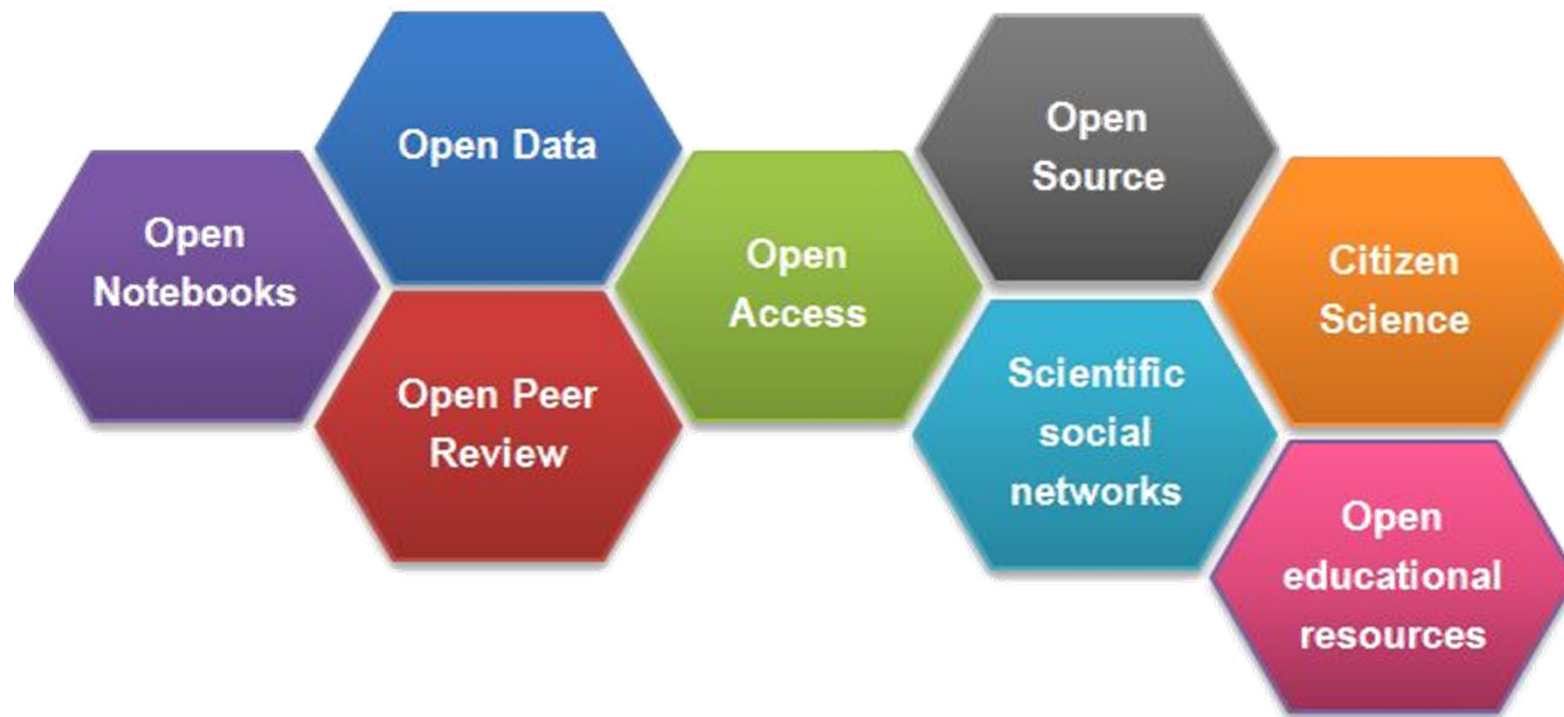 Open
Notebooks
Open Data
Open Peer
Review
Open
Access
Open
Source
Scientific
social
networks
Citizen
Science
Open
educational
resources